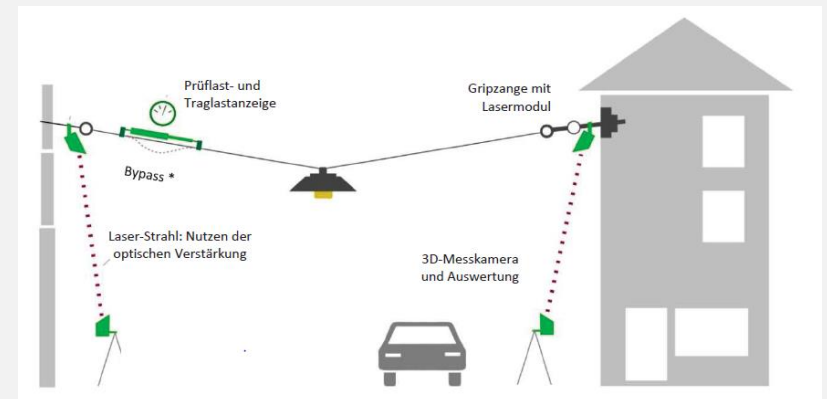 Prüflast- und
Traglastanzeige
Gripzange mit
Lasermodul
Bypass *
Laser-Strahl: Nutzen der
optischen Verstärkung
3D-Messkamera
und Auswertung